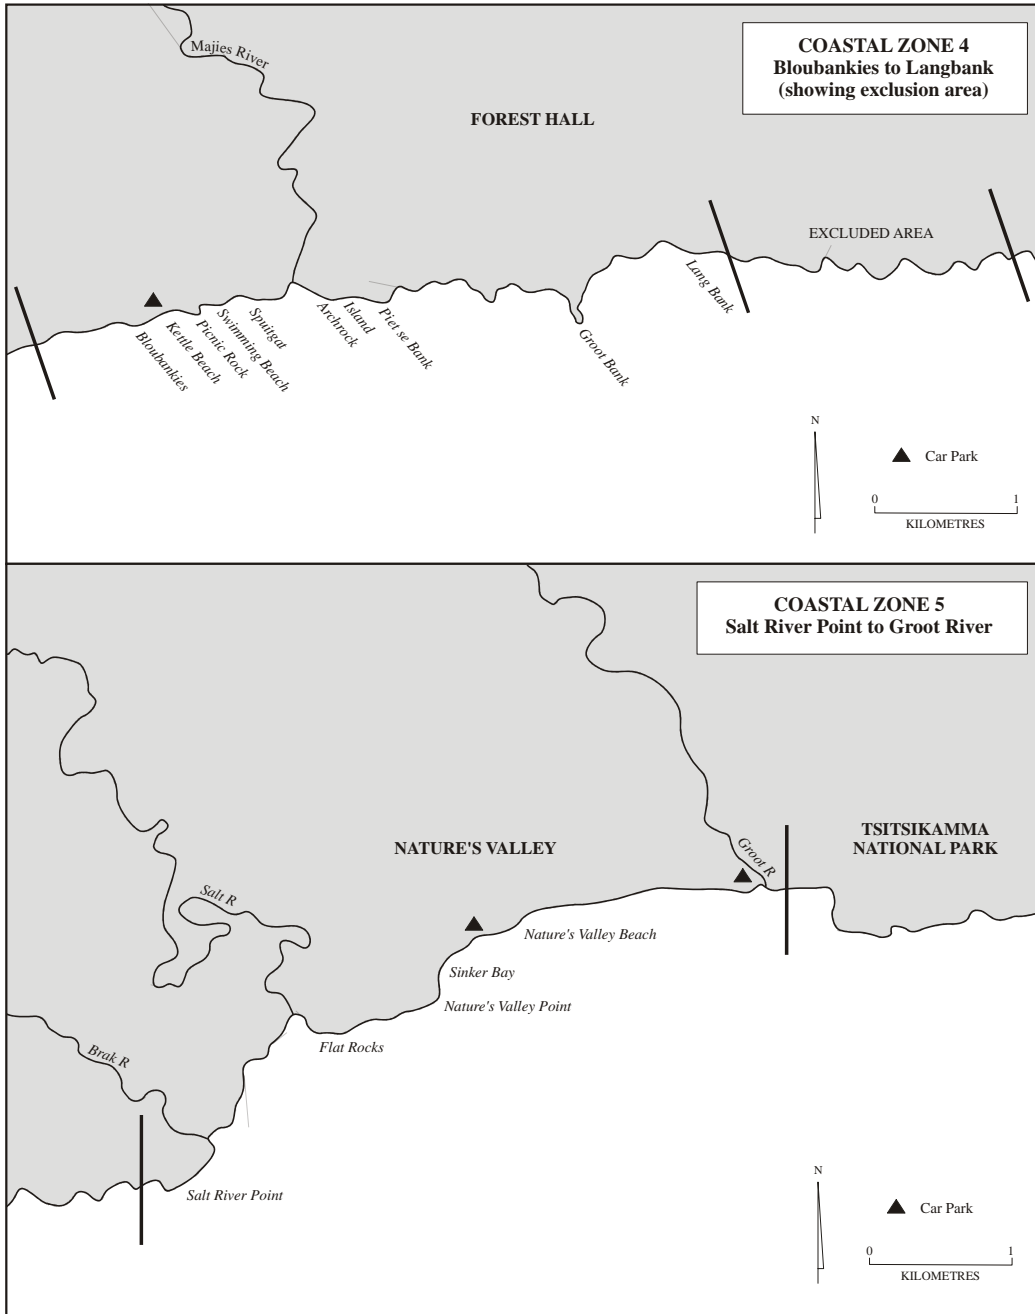 COASTAL ZONE 4
Bloubankies to Langbank
(showing exclusion area)
Majies River
FOREST HALL
EXCLUDED AREA
Bloubankies
Kettle Beach
Picnic Rock
Swimming Beach
Spuitgat
Archrock
Island
Piet se Bank
Groot Bank
Lang Bank
N
Car Park
0 1
KILOMETRES
COASTAL ZONE 5
Salt River Point to Groot River
NATURE'S VALLEY
TSITSIKAMMA
NATIONAL PARK
Groot R
Salt R
Nature's Valley Beach
Sinker Bay
Nature's Valley Point
Flat Rocks
Brak R
Salt River Point
N
Car Park
0 1
KILOMETRES